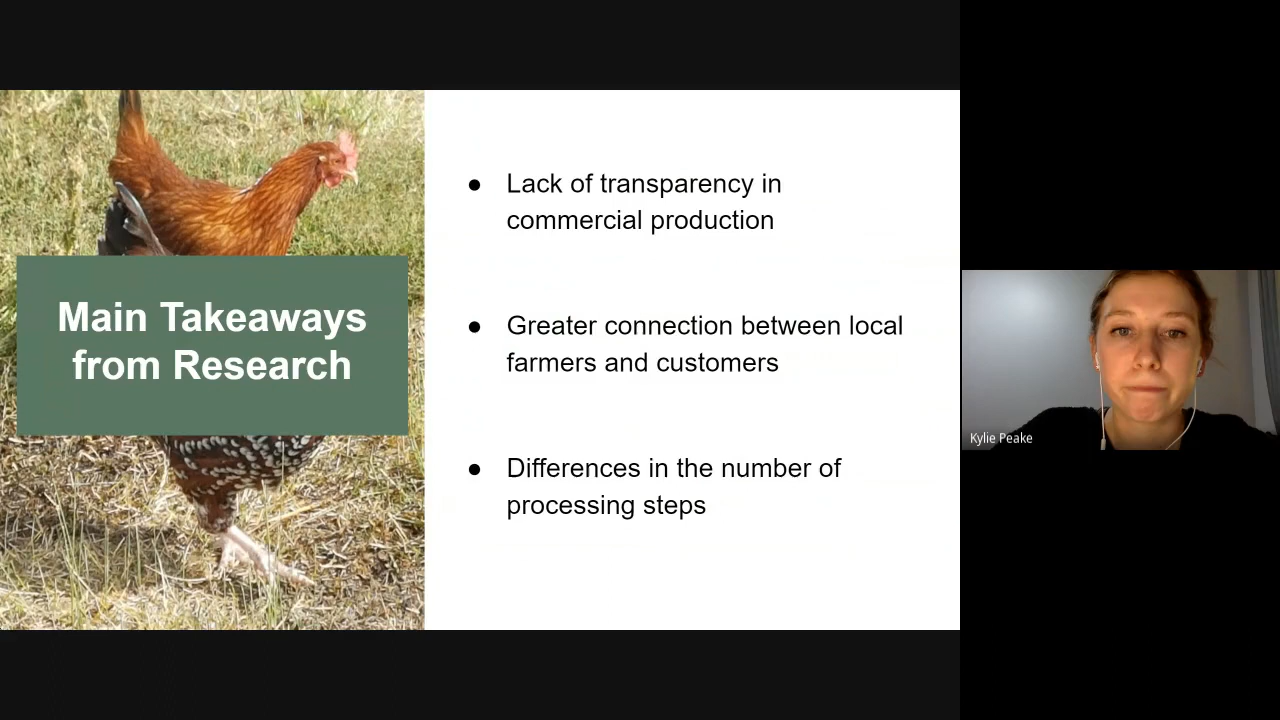 Main Takeaways
from Research
● Lack of transparency in
commercial production
● Greater connection between local
farmers and customers
● Differences in the number of
processing steps
Kylie Peake